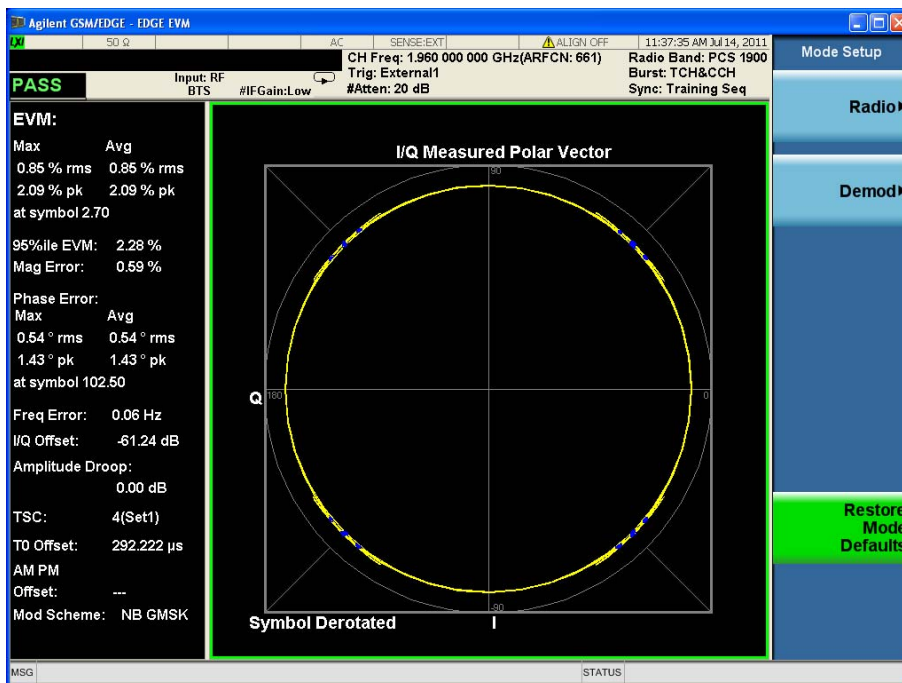 Agilent GSM/EDGE - EDGE EVM
LXI 50 Ω AC SENSE:EXT ALIGN OFF 11:37:35 AM Jul 14, 2011
CH Freq: 1.960 000 000 GHz(ARFCN: 661) Radio Band: PCS 1900
Trig: External1 Burst: TCH&CCH
#Atten: 20 dB Sync: Training Seq
PASS
Input: RF
BTS #IFGain:Low
Mode Setup
Radio
Demod
Restore
Mode
Defaults
EVM:
Max Avg
0.85 % rms 0.85 % rms
2.09 % pk 2.09 % pk
at symbol 2.70
95%ile EVM: 2.28 %
Mag Error: 0.59 %
Phase Error:
Max Avg
0.54 ° rms 0.54 ° rms
1.43 ° pk 1.43 ° pk
at symbol 102.50
Freq Error: 0.06 Hz
I/Q Offset: -61.24 dB
Amplitude Droop:
0.00 dB
TSC: 4(Set1)
T0 Offset: 292.222 µs
AM PM
Offset: ---
Mod Scheme: NB GMSK
I/Q Measured Polar Vector
90
Q 180 0
-90
Symbol Derotated I
MSG STATUS